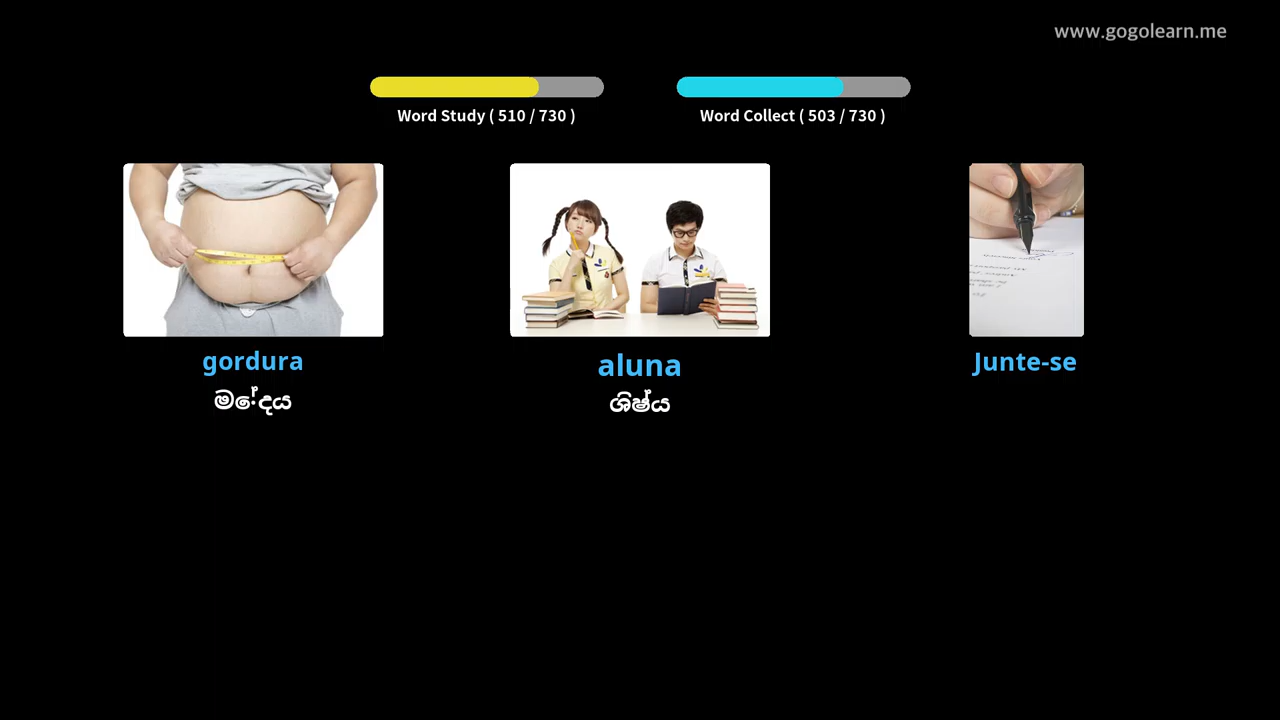 www.gogolearn.me
Word Study ( 510 / 730 )
Word Collect ( 503 / 730 )
gordura
aluna
Junte-se
මේදය
ශිෂ්ය